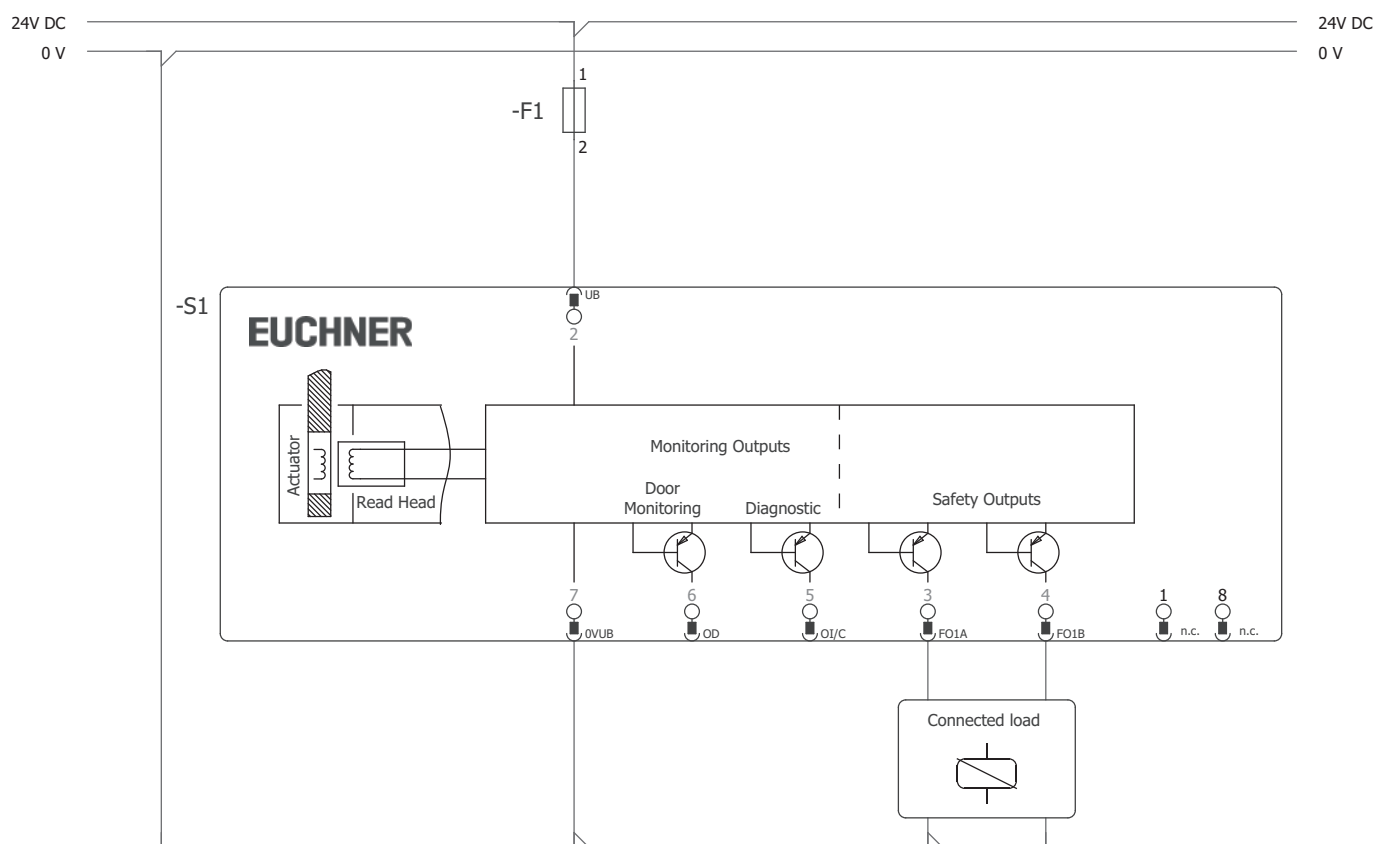 24V DC
24V DC
0 V
0 V
1
-F1
2
-S1
UB
EUCHNER
2
Actuator
Read Head
Monitoring Outputs
Door
Monitoring
Diagnostic
Safety Outputs
7
6
5
3
4
1
8
0VUB
OD
OI/C
FO1A
FO1B
n.c.
n.c.
Connected load